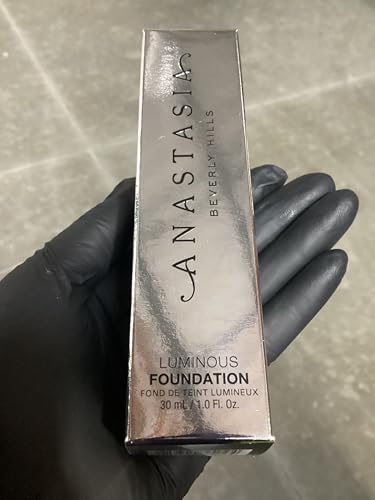 ANASTASIA
BEVERLY HILLS
LUMINOUS
FOUNDATION
FOND DE TEINT LUMINEUX
30 mL / 1.0 Fl. Oz.